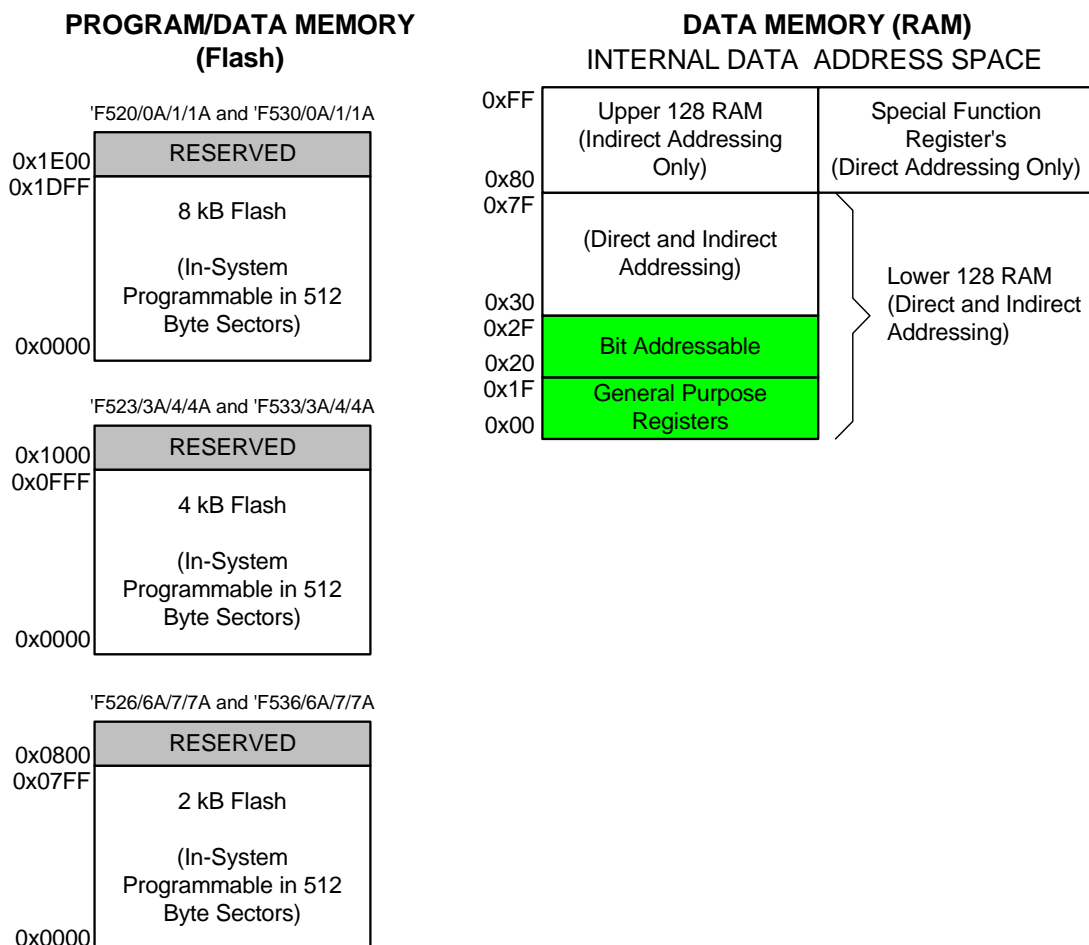 PROGRAM/DATA MEMORY
(Flash)
'F520/0A/1/1A and 'F530/0A/1/1A
RESERVED
0x1E00
0x1DFF
8 kB Flash
(In-System
Programmable in 512
Byte Sectors)
0x0000
'F523/3A/4/4A and 'F533/3A/4/4A
RESERVED
0x1000
0x0FFF
4 kB Flash
(In-System
Programmable in 512
Byte Sectors)
0x0000
'F526/6A/7/7A and 'F536/6A/7/7A
RESERVED
0x0800
0x07FF
2 kB Flash
(In-System
Programmable in 512
Byte Sectors)
0x0000
DATA MEMORY (RAM)
INTERNAL DATA ADDRESS SPACE
0xFF
Upper 128 RAM
(Indirect Addressing
Only)
0x80
Special Function
Register's
(Direct Addressing Only)
0x7F
(Direct and Indirect
Addressing)
0x30
0x2F
Bit Addressable
0x20
0x1F
General Purpose
Registers
0x00
Lower 128 RAM
(Direct and Indirect
Addressing)